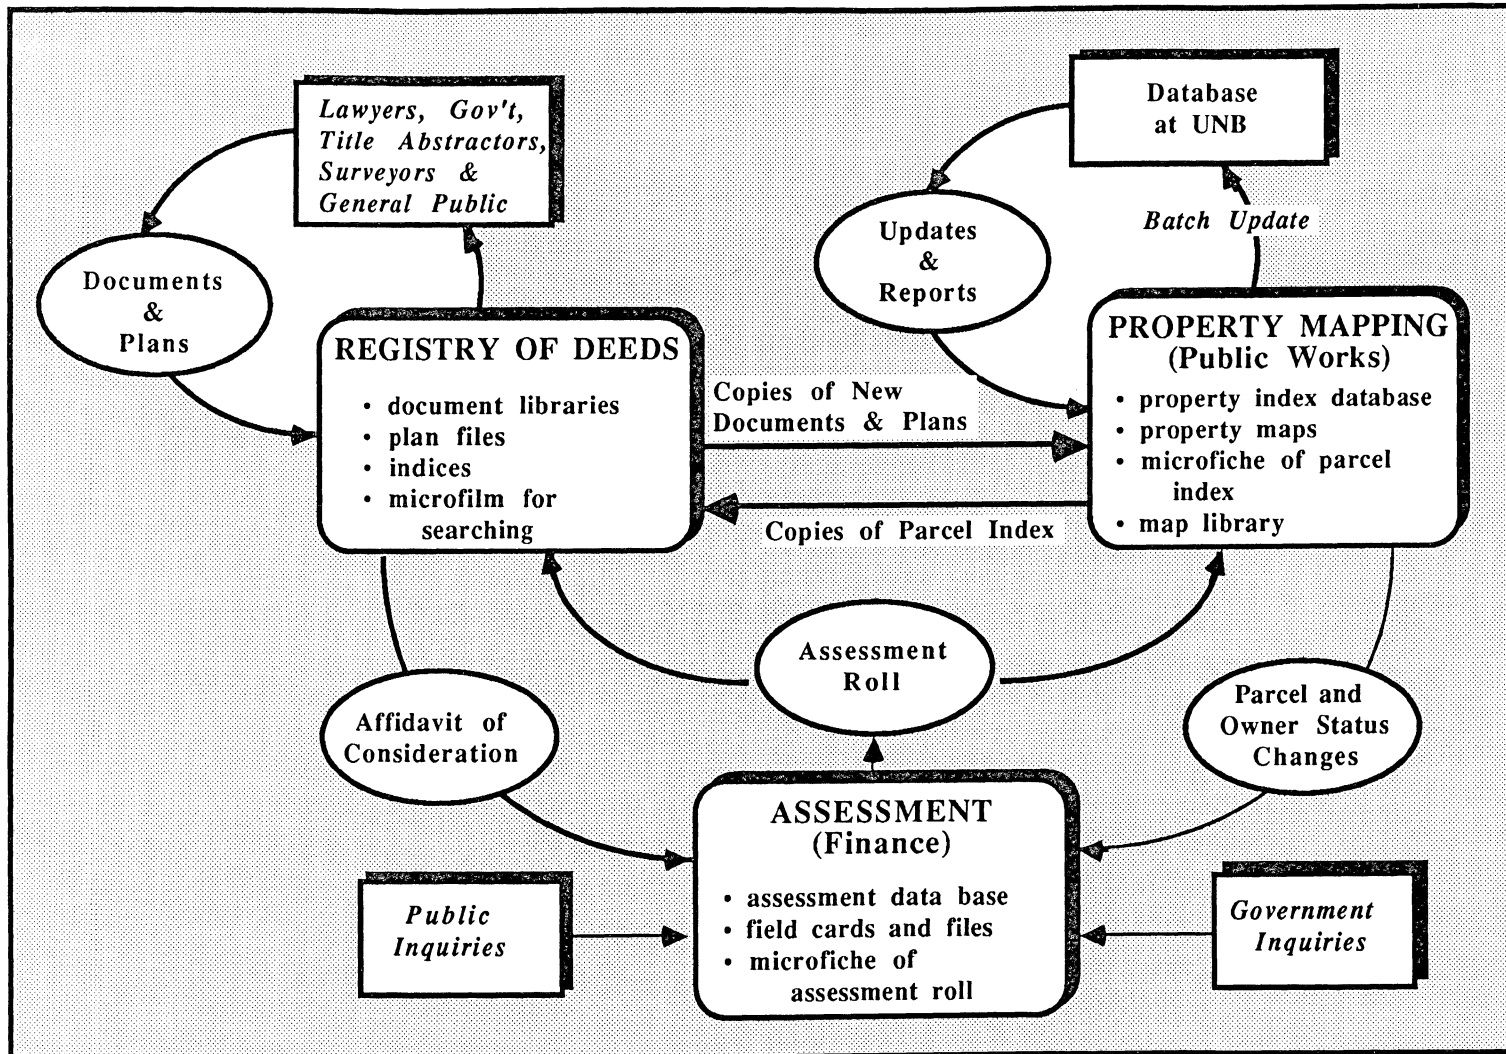 Lawyers, Gov't,
Title Abstractors,
Surveyors &
General Public
Database
at UNB
Batch Update
Documents
&
Plans
Updates
&
Reports
REGISTRY OF DEEDS
• document libraries
• plan files
• indices
• microfilm for
searching
Copies of New
Documents & Plans
Copies of Parcel Index
PROPERTY MAPPING
(Public Works)
• property index database
• property maps
• microfiche of parcel
index
• map library
Assessment
Roll
Affidavit of
Consideration
Parcel and
Owner Status
Changes
ASSESSMENT
(Finance)
• assessment data base
• field cards and files
• microfiche of
assessment roll
Public
Inquiries
Government
Inquiries